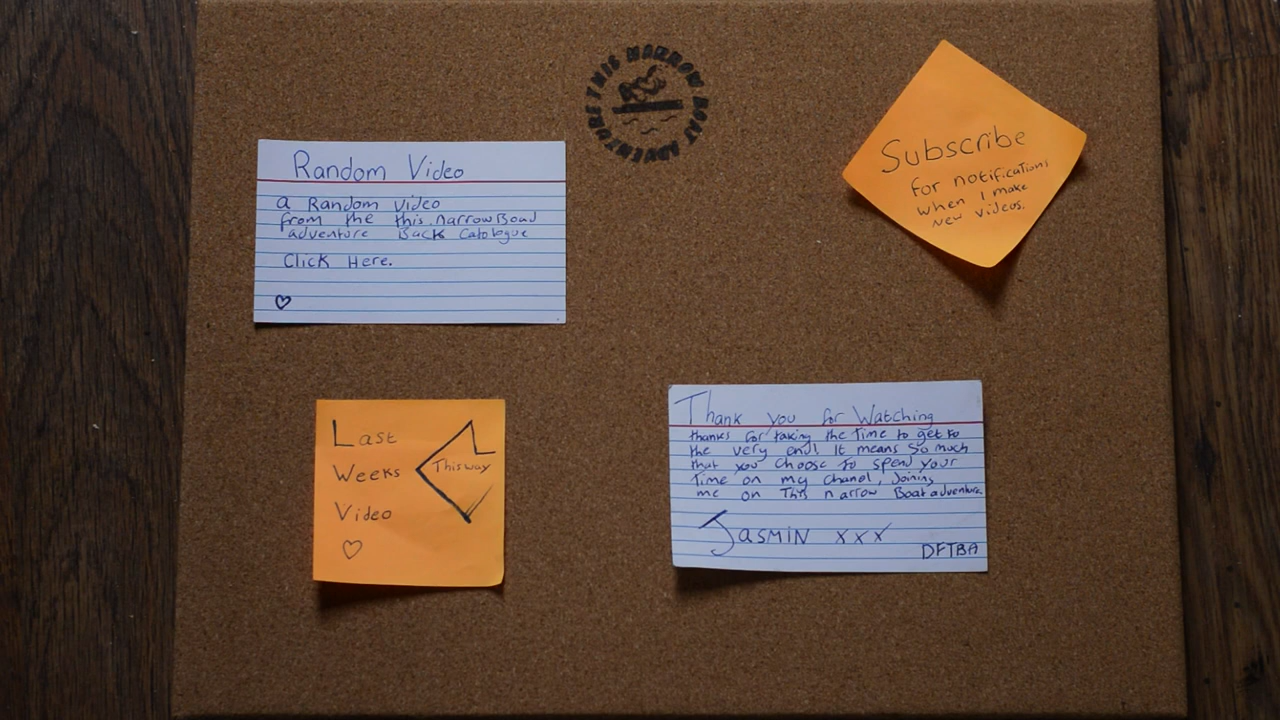 THIS NARROW BOAT ADVENTURE
Random Video
a Random Video
from the this narrow Boad
adventure Back Catologue
Click Here.
Subscribe
for notifications
when I make
New videos.
Last
Weeks
Video
This way
Thank you for Watching
thanks for taking the time to get to
the very end. It means so much
that you choose to spend your
time on my chanel, joining
me on This narrow Boat adventure
Jasmin xxx
DFTBA